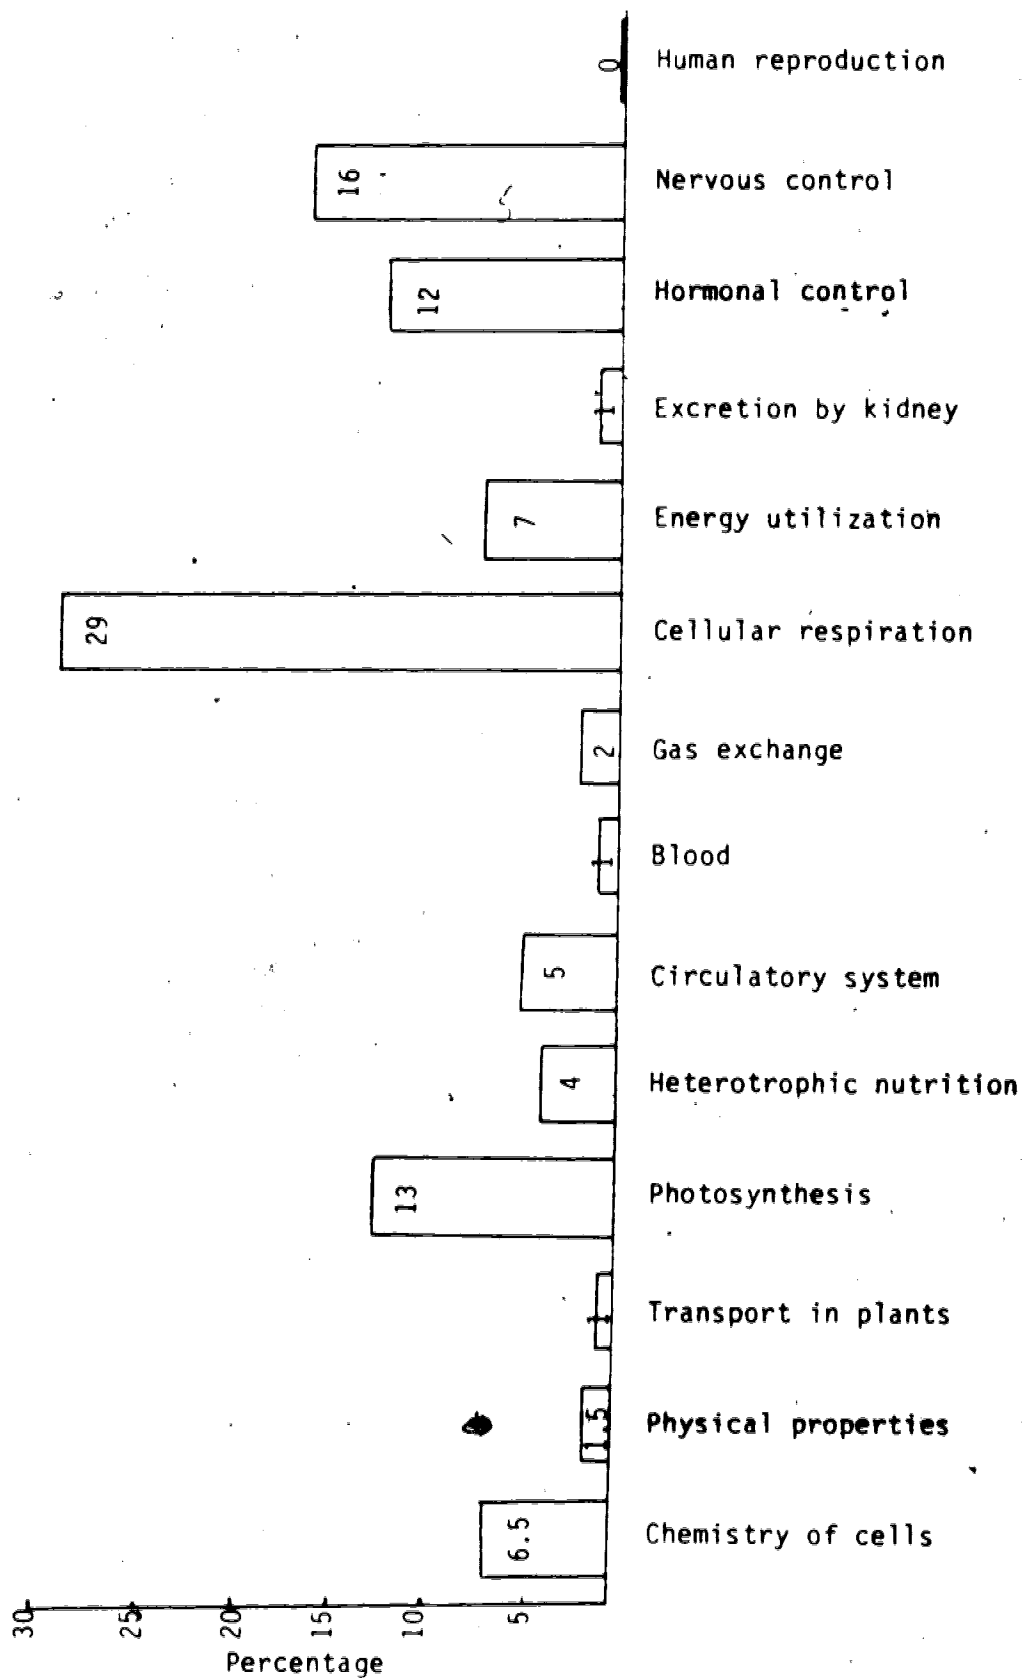 0 Human reproduction
16 Nervous control
12 Hormonal control
1 Excretion by kidney
7 Energy utilization
29 Cellular respiration
2 Gas exchange
1 Blood
5 Circulatory system
4 Heterotrophic nutrition
13 Photosynthesis
1 Transport in plants
1.5 Physical properties
6.5 Chemistry of cells
30 25 20 15 10 5
Percentage